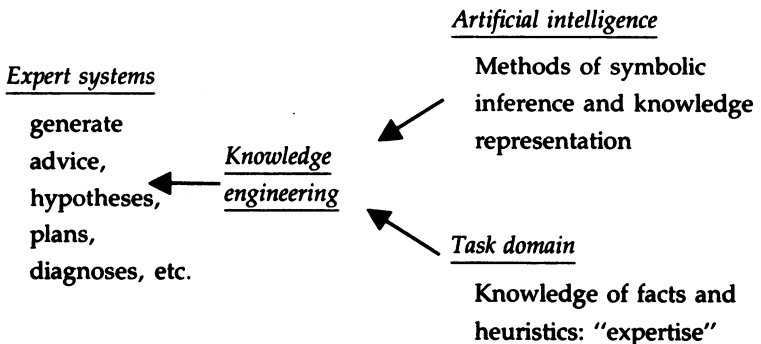 Artificial intelligence
Methods of symbolic
inference and knowledge
representation
Expert systems
generate
advice,
hypotheses,
plans,
diagnoses, etc.
Knowledge
engineering
Task domain
Knowledge of facts and
heuristics: "expertise"